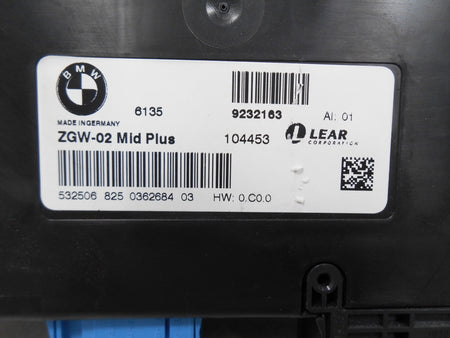 BMW
6135 9232163 AI: 01
MADE IN GERMANY
ZGW-02 Mid Plus 104453 LEAR
CORPORATION
532506 825 0362684 03 HW: 0.C0.0